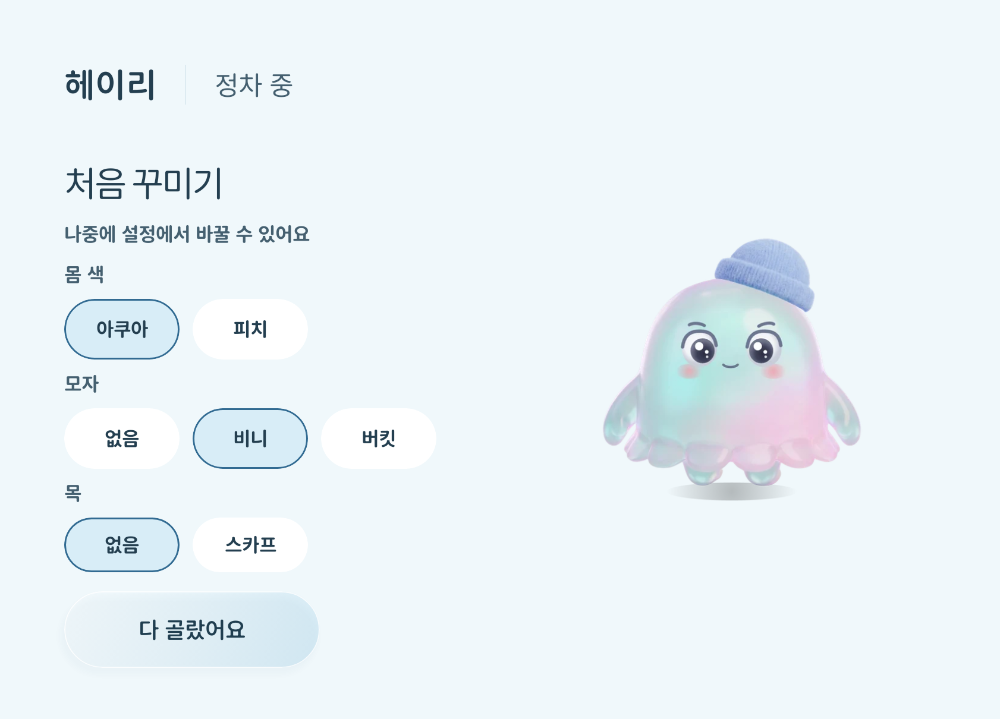 헤이리
정차 중
처음 꾸미기
나중에 설정에서 바꿀 수 있어요
몸 색
아쿠아 피치
모자
없음 비니 버킷
목
없음 스카프
다 골랐어요